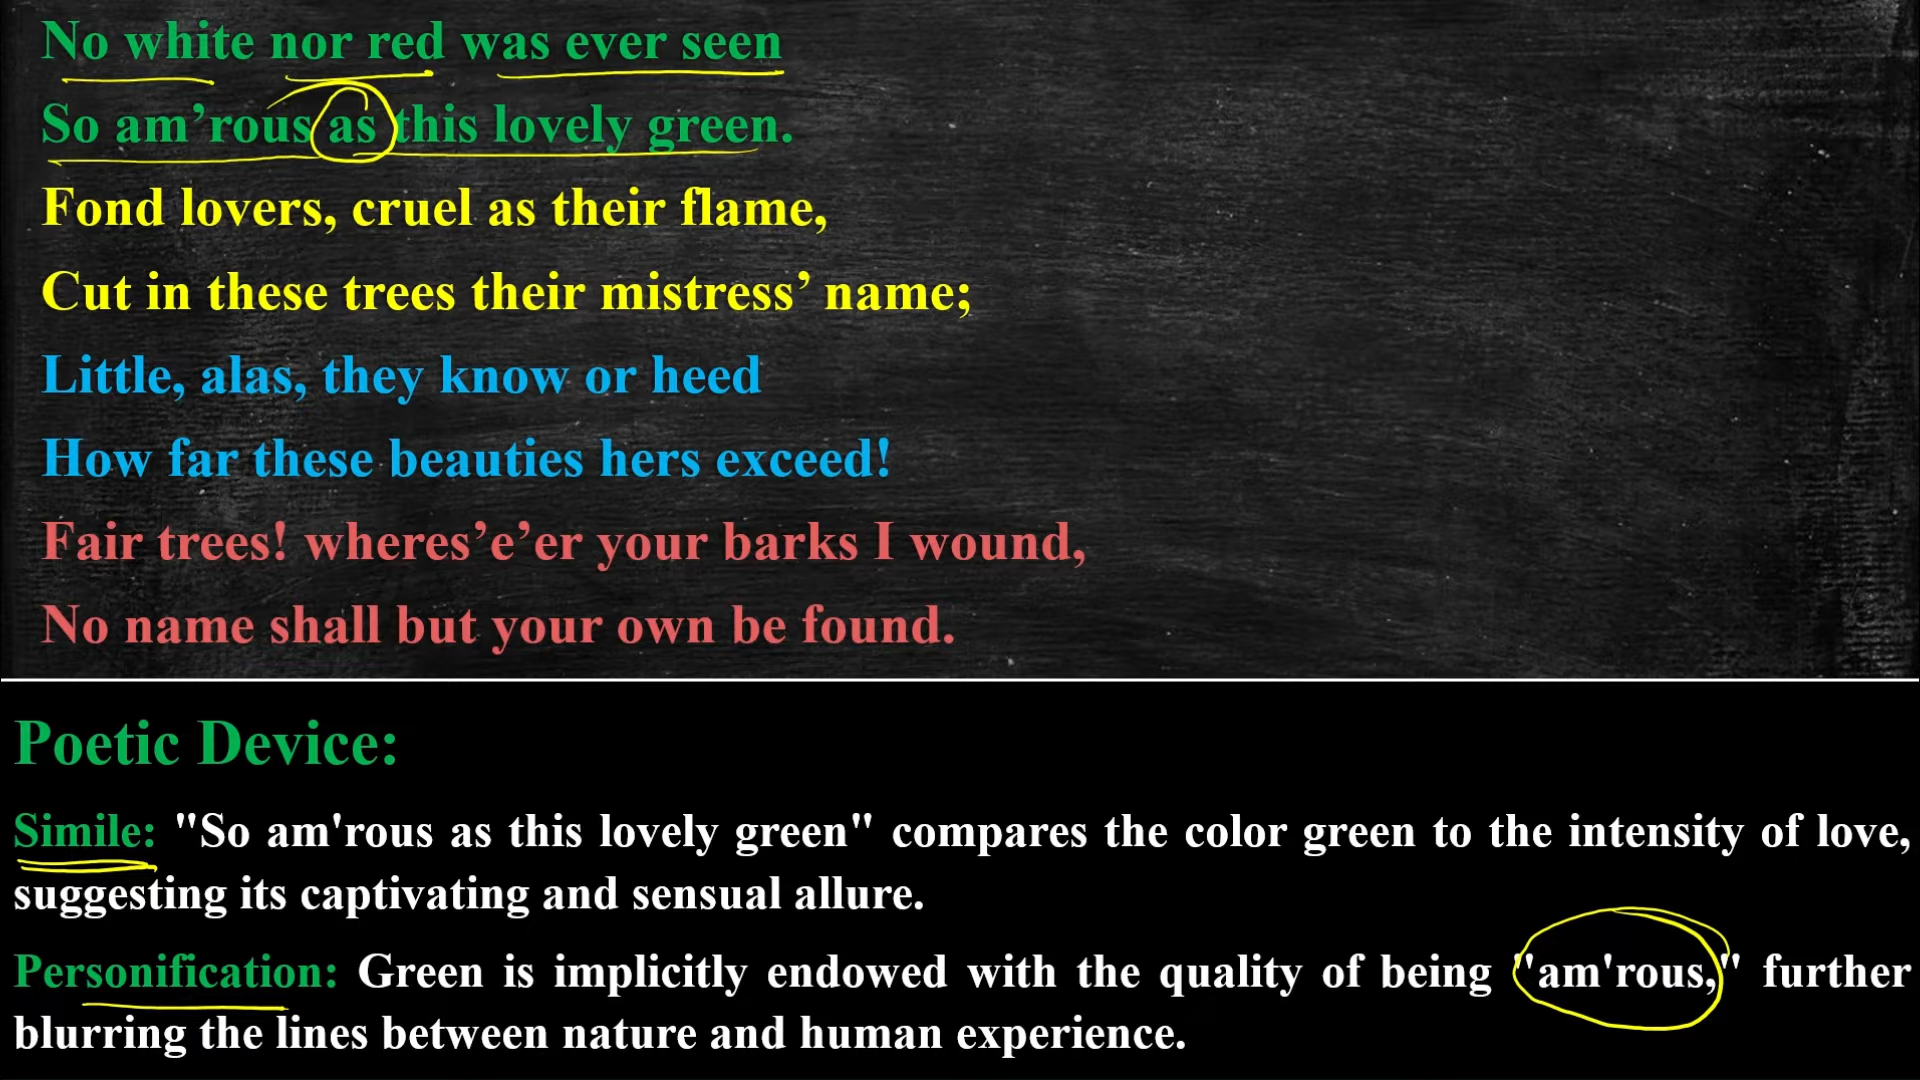 No white nor red was ever seen
So am’rous as this lovely green.
Fond lovers, cruel as their flame,
Cut in these trees their mistress’ name;
Little, alas, they know or heed
How far these beauties hers exceed!
Fair trees! wheres’e’er your barks I wound,
No name shall but your own be found.
Poetic Device:
Simile: "So am'rous as this lovely green" compares the color green to the intensity of love,
suggesting its captivating and sensual allure.
Personification: Green is implicitly endowed with the quality of being "am'rous," further
blurring the lines between nature and human experience.